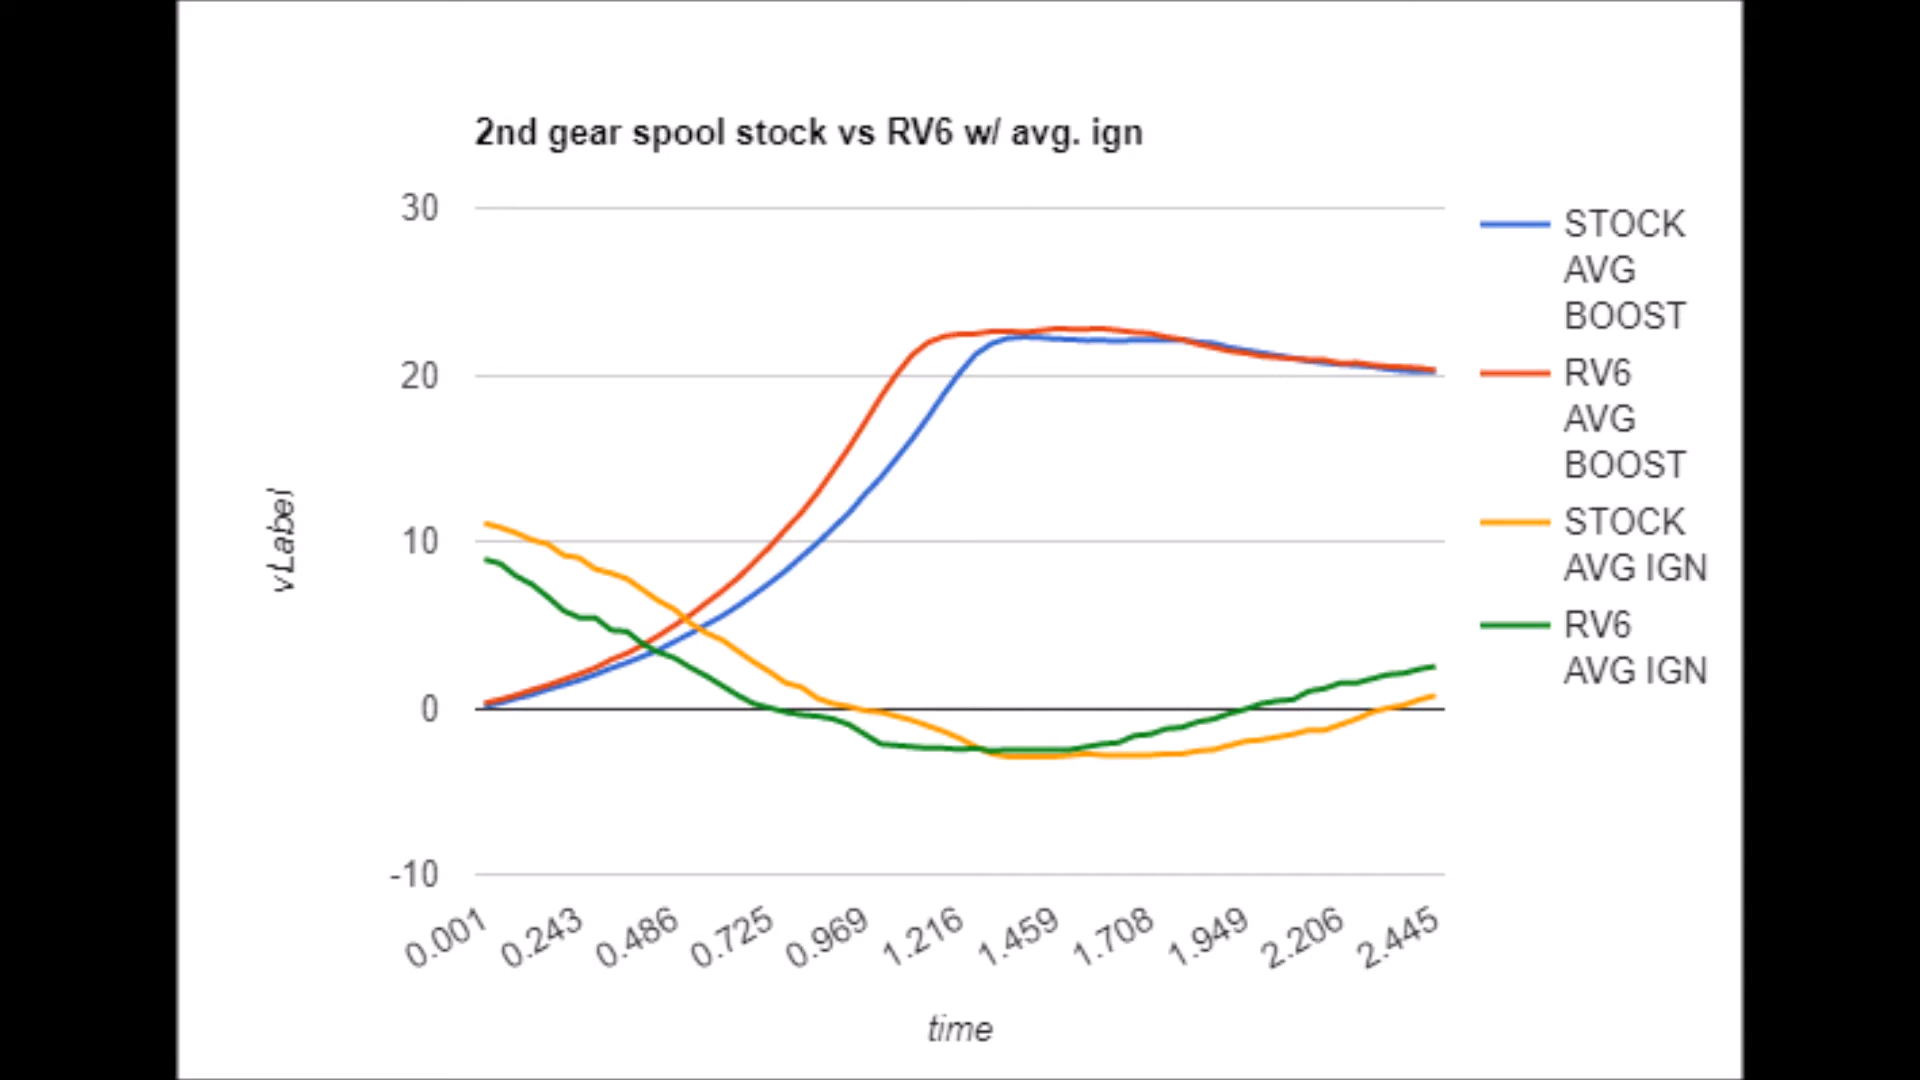 2nd gear spool stock vs RV6 w/ avg. ign
30
20
10
0
-10
vLabel
0.001
0.243
0.486
0.725
0.969
1.216
1.459
1.708
1.949
2.206
2.445
time
STOCK
AVG
BOOST
RV6
AVG
BOOST
STOCK
AVG IGN
RV6
AVG IGN